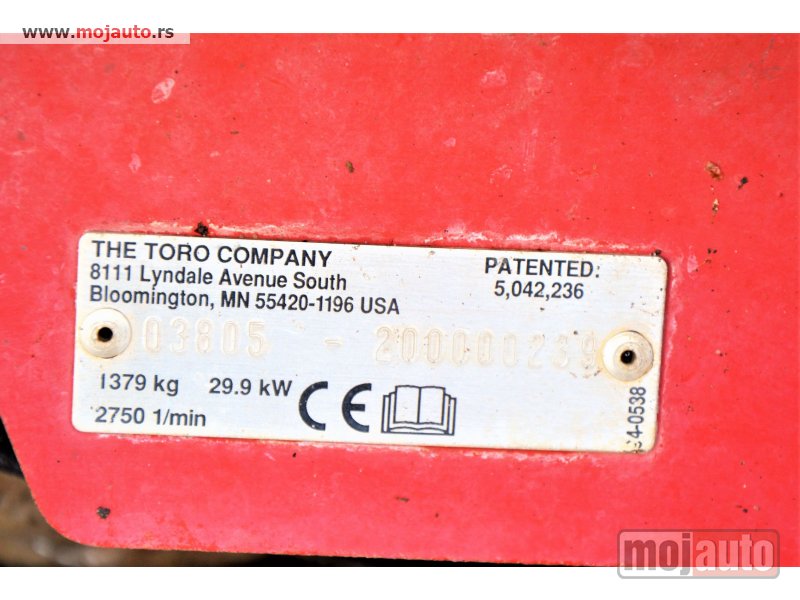 www.mojauto.rs
THE TORO COMPANY
8111 Lyndale Avenue South
Bloomington, MN 55420-1196 USA
PATENTED:
5,042,236
03805 - 200000239
1379 kg 29.9 kW CE
2750 1/min
mojauto